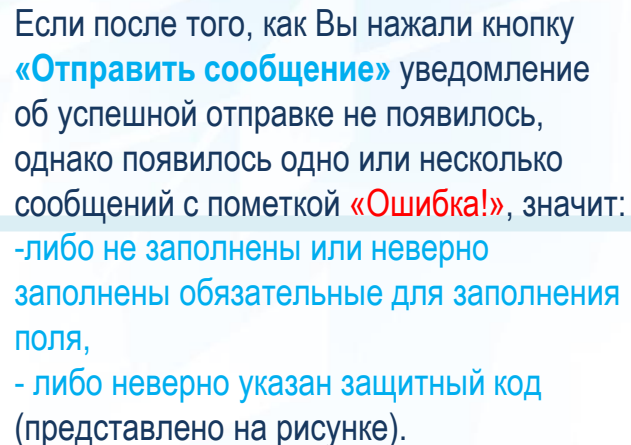 Если после того, как Вы нажали кнопку
«Отправить сообщение» уведомление
об успешной отправке не появилось,
однако появилось одно или несколько
сообщений с пометкой «Ошибка!», значит:
-либо не заполнены или неверно
заполнены обязательные для заполнения
поля,
- либо неверно указан защитный код
(представлено на рисунке).